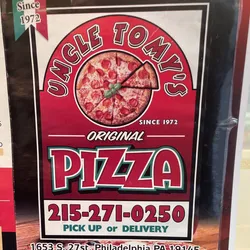 Since
1972
UNCLE TOMY'S
SINCE 1972
ORIGINAL
PIZZA
215-271-0250
PICK UP or DELIVERY
1653 S. 27st. Philadelphia PA 19145